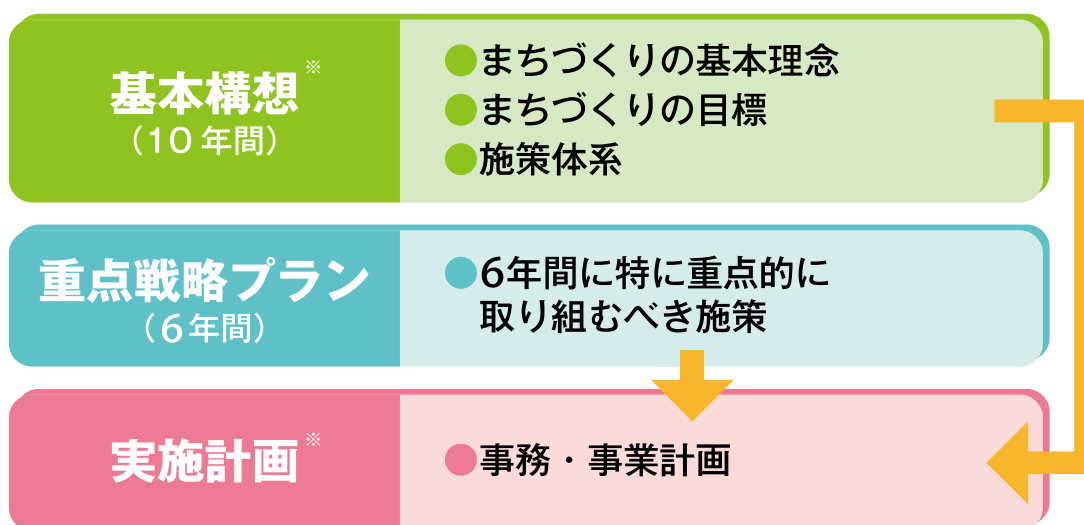 基本構想※
（10年間）
●まちづくりの基本理念
●まちづくりの目標
●施策体系
重点戦略プラン
（6年間）
●6年間に特に重点的に
取り組むべき施策
実施計画※
●事務・事業計画